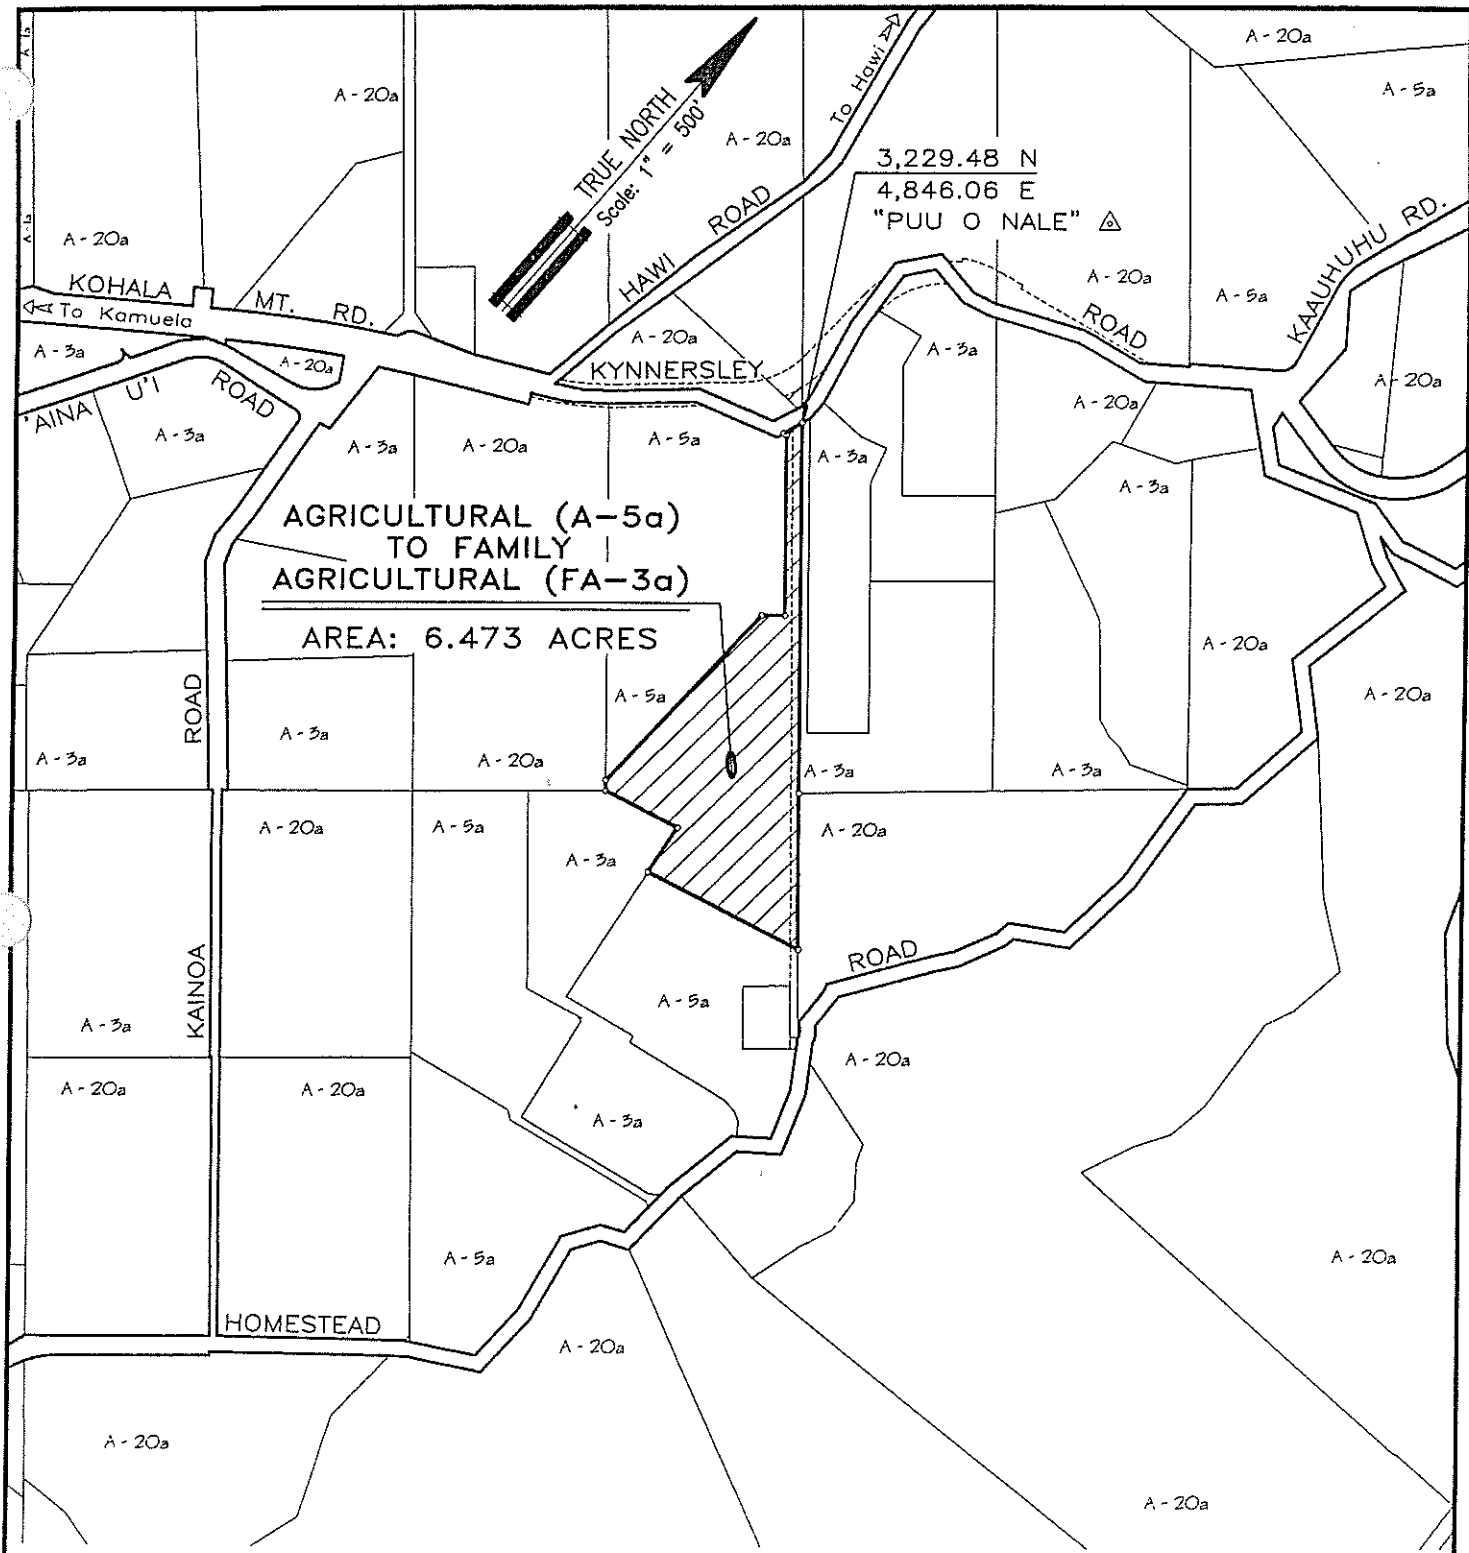 A-1a
A-20a
A-20a
A-5a
A-20a
To Hawi
TRUE NORTH
Scale: 1" = 500'
A-20a
3,229.48 N
4,846.06 E
"PUU O NALE"
A-1a
A-20a
HAWI ROAD
KAAUHUHU RD.
A-20a
A-5a
KOHALA MT. RD.
To Kamuela
A-3a
A-20a
A-20a
KYNNERSLEY ROAD
A-3a
A-20a
'AINA U'I ROAD
A-20a
A-3a
A-3a
A-20a
A-5a
A-3a
A-3a
AGRICULTURAL (A-5a)
TO FAMILY
AGRICULTURAL (FA-3a)
AREA: 6.473 ACRES
A-20a
A-5a
A-20a
ROAD
A-3a
A-3a
A-20a
A-3a
A-3a
A-20a
A-5a
A-3a
A-20a
KAINOA
ROAD
A-3a
A-5a
A-20a
A-20a
A-20a
A-3a
A-5a
A-20a
HOMESTEAD
A-20a
A-20a
A-20a